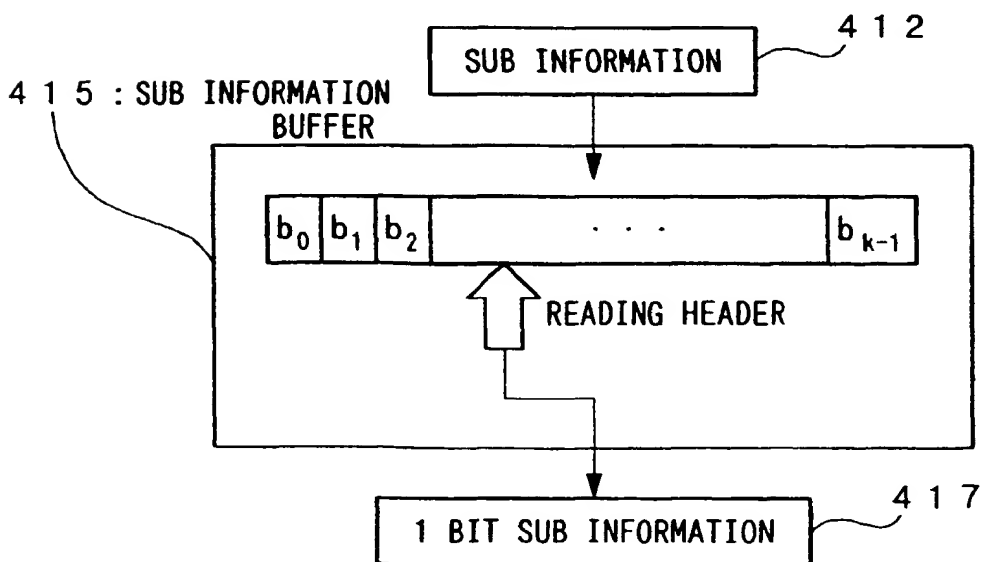 4 1 2
SUB INFORMATION
4 1 5 : SUB INFORMATION
BUFFER
b0 b1 b2 . . . bk-1
READING HEADER
4 1 7
1 BIT SUB INFORMATION